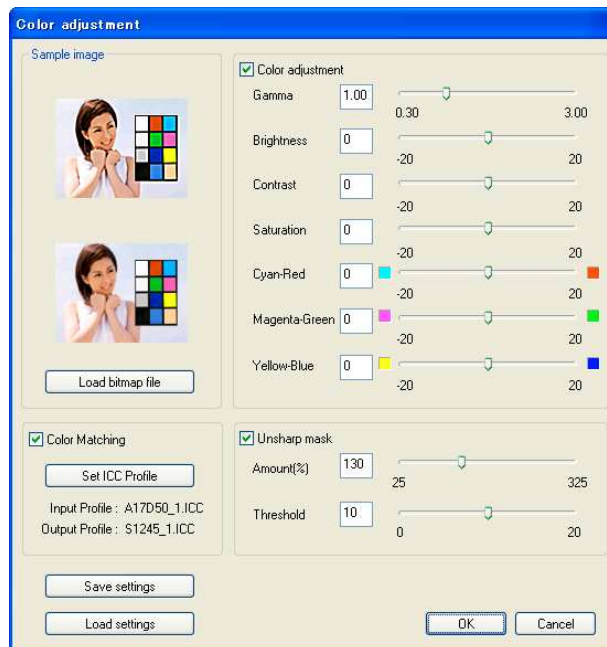 Color adjustment
Sample image
Load bitmap file
Color adjustment
Gamma 1.00
0.30 3.00
Brightness 0
-20 20
Contrast 0
-20 20
Saturation 0
-20 20
Cyan-Red 0
-20 20
Magenta-Green 0
-20 20
Yellow-Blue 0
-20 20
Color Matching
Set ICC Profile
Input Profile : A17D50_1.ICC
Output Profile : S1245_1.ICC
Unsharp mask
Amount(%) 130
25 325
Threshold 10
0 20
Save settings
Load settings
OK Cancel